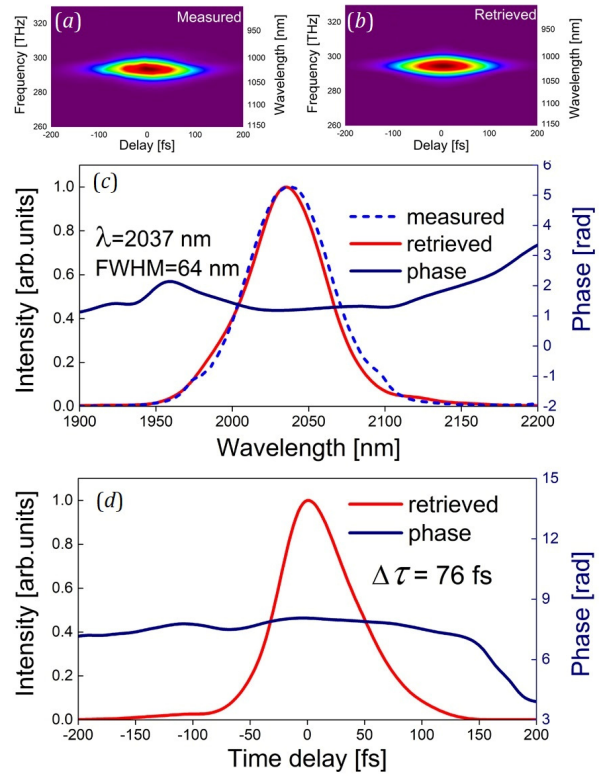 (a) Measured
Frequency [THz]
320
300
280
260
950
1000
1050
1100
1150
Wavelength [nm]
-200 -100 0 100 200
Delay [fs]
(b) Retrieved
Frequency [THz]
320
300
280
260
950
1000
1050
1100
1150
Wavelength [nm]
-200 -100 0 100 200
Delay [fs]
(c)
Intensity [arb.units]
1.0
0.8
0.6
0.4
0.2
0.0
λ=2037 nm
FWHM=64 nm
measured
retrieved
phase
6
5
4
3
2
1
0
-1
-2
Phase [rad]
1900 1950 2000 2050 2100 2150 2200
Wavelength [nm]
(d)
Intensity [arb.units]
1.0
0.8
0.6
0.4
0.2
0.0
retrieved
phase
Δτ = 76 fs
15
12
9
6
3
Phase [rad]
-200 -150 -100 -50 0 50 100 150 200
Time delay [fs]